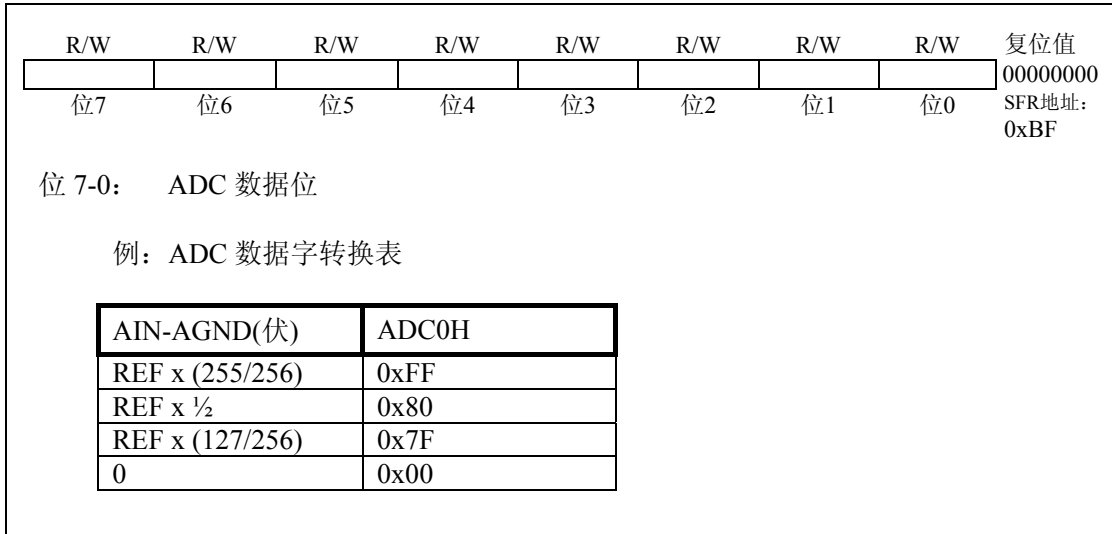 R/W R/W R/W R/W R/W R/W R/W R/W 复位值
00000000
位7 位6 位5 位4 位3 位2 位1 位0 SFR地址:
0xBF
位 7-0: ADC 数据位
例:ADC 数据字转换表
AIN-AGND(伏) ADC0H
REF x (255/256) 0xFF
REF x ½ 0x80
REF x (127/256) 0x7F
0 0x00